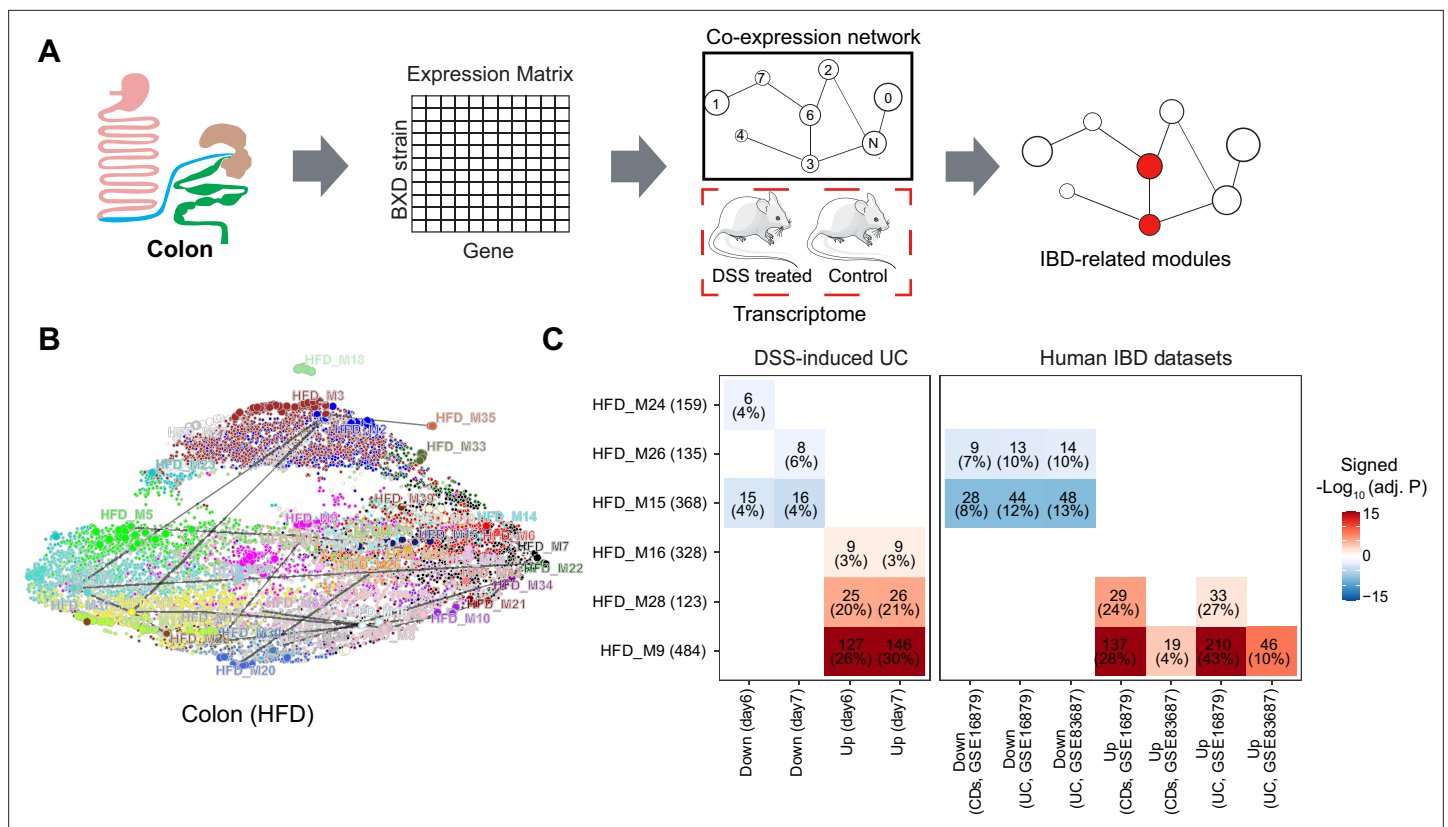 A
Colon
Expression Matrix
BXD strain
Gene
Co-expression network
1
7
2
0
6
4
3
N
DSS treated
Control
Transcriptome
IBD-related modules
B
HFD_M18
HFD_M3
HFD_M35
HFD_M2
HFD_M33
HFD_M23
HFD_M39
HFD_M5
HFD_M14
HFD_M6
HFD_M7
HFD_M22
HFD_M34
HFD_M21
HFD_M10
HFD_M20
Colon (HFD)
C
DSS-induced UC
Human IBD datasets
HFD_M24 (159)
6
(4%)
HFD_M26 (135)
8
(6%)
9
(7%)
13
(10%)
14
(10%)
HFD_M15 (368)
15
(4%)
16
(4%)
28
(8%)
44
(12%)
48
(13%)
HFD_M16 (328)
9
(3%)
9
(3%)
HFD_M28 (123)
25
(20%)
26
(21%)
29
(24%)
33
(27%)
HFD_M9 (484)
127
(26%)
146
(30%)
137
(28%)
19
(4%)
210
(43%)
46
(10%)
Down (day6)
Down (day7)
Up (day6)
Up (day7)
Down
(CDs, GSE16879)
Down
(UC, GSE16879)
Down
(UC, GSE83687)
Up
(CDs, GSE16879)
Up
(CDs, GSE83687)
Up
(UC, GSE16879)
Up
(UC, GSE83687)
Signed
-Log10 (adj. P)
15
0
−15